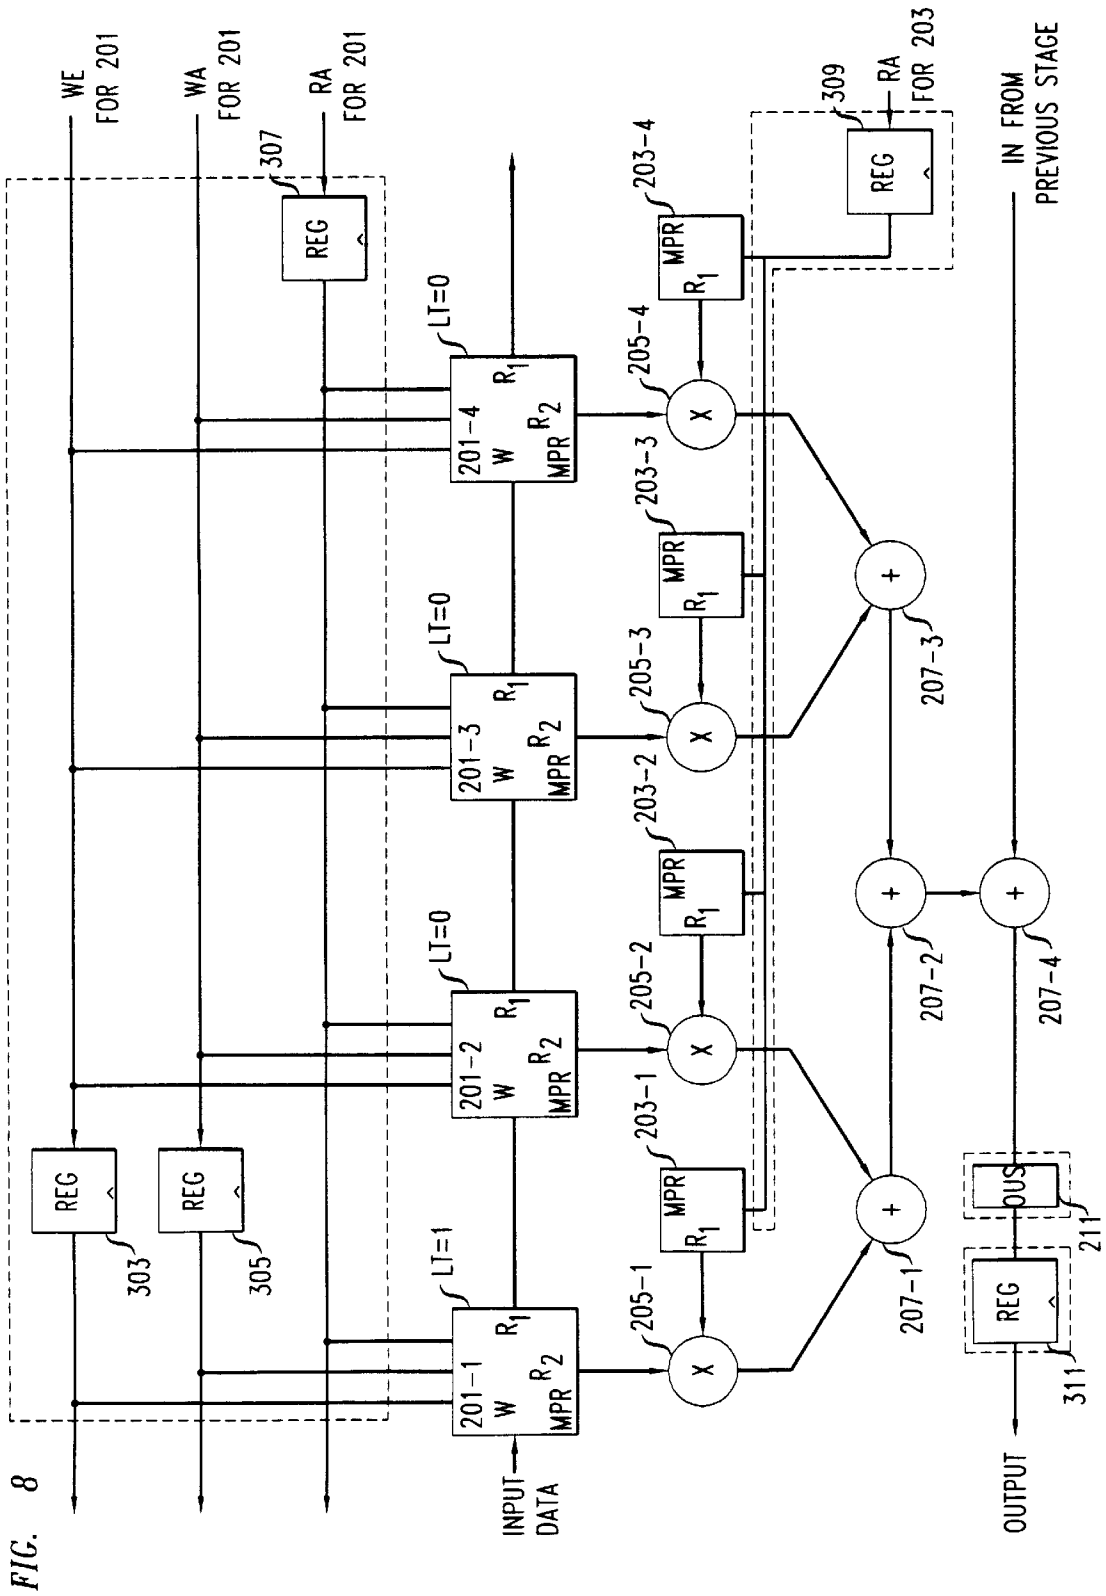 FIG. 8
WE
FOR 201
WA
FOR 201
RA
FOR 201
307
REG
REG
303
REG
305
INPUT
DATA
LT=1
201-1
W
R1
R2
MPR
LT=0
201-2
W
R1
R2
MPR
LT=0
201-3
W
R1
R2
MPR
LT=0
201-4
W
R1
R2
MPR
205-1
X
203-1
MPR
R1
205-2
X
203-2
MPR
R1
205-3
X
203-3
MPR
R1
205-4
X
203-4
MPR
R1
309
REG
RA
FOR 203
+
207-1
+
207-2
+
207-3
+
207-4
IN FROM
PREVIOUS STAGE
OUS
211
REG
311
OUTPUT